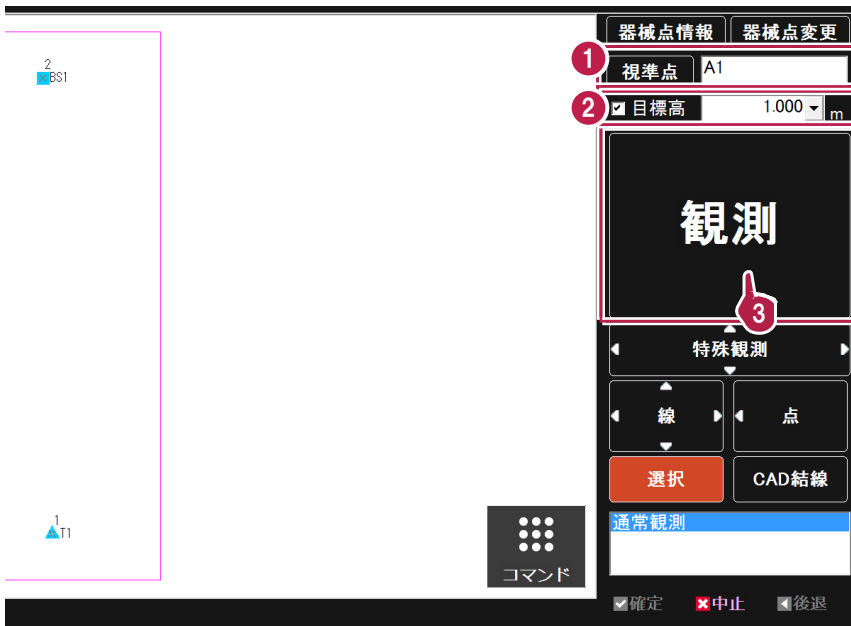 器械点情報 器械点変更
1
視準点 A1
2
目標高 1.000 m
2
BS1
観測
3
特殊観測
線 点
選択 CAD結線
1
T1
通常観測
コマンド
確定 中止 後退